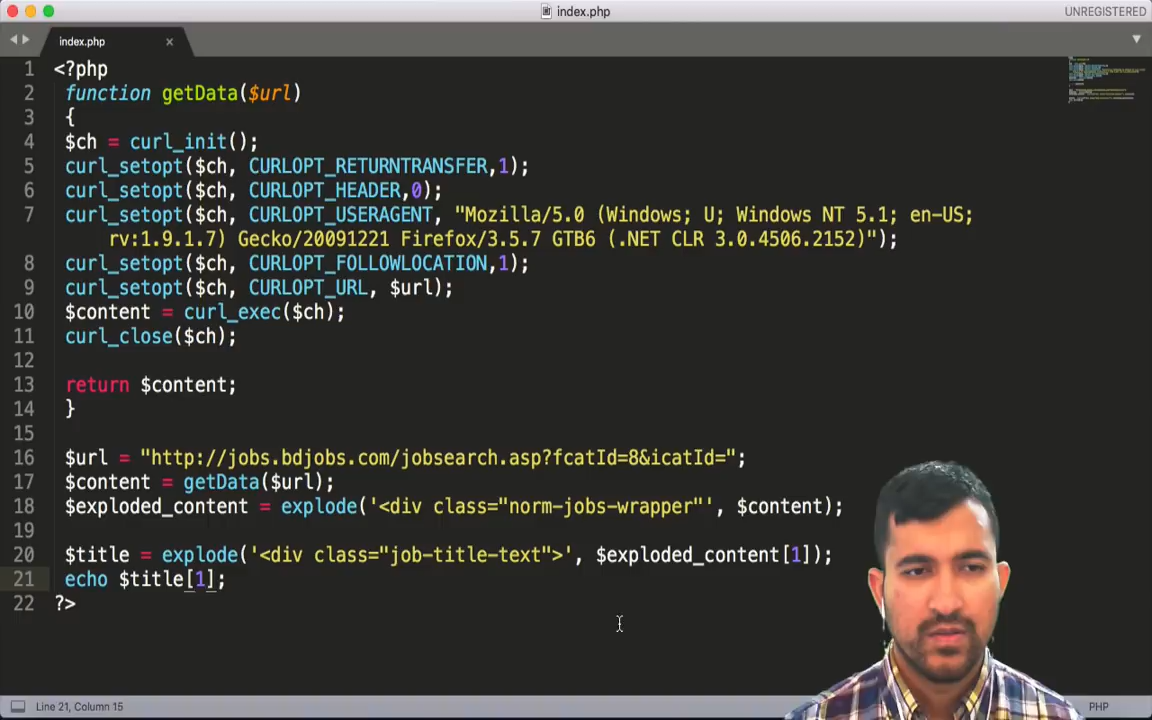 index.php
UNREGISTERED
index.php ×
1 <?php
2 function getData($url)
3 {
4 $ch = curl_init();
5 curl_setopt($ch, CURLOPT_RETURNTRANSFER,1);
6 curl_setopt($ch, CURLOPT_HEADER,0);
7 curl_setopt($ch, CURLOPT_USERAGENT, "Mozilla/5.0 (Windows; U; Windows NT 5.1; en-US;
rv:1.9.1.7) Gecko/20091221 Firefox/3.5.7 GTB6 (.NET CLR 3.0.4506.2152)");
8 curl_setopt($ch, CURLOPT_FOLLOWLOCATION,1);
9 curl_setopt($ch, CURLOPT_URL, $url);
10 $content = curl_exec($ch);
11 curl_close($ch);
12
13 return $content;
14 }
15
16 $url = "http://jobs.bdjobs.com/jobsearch.asp?fcatId=8&icatId=";
17 $content = getData($url);
18 $exploded_content = explode('<div class="norm-jobs-wrapper"', $content);
19
20 $title = explode('<div class="job-title-text">', $exploded_content[1]);
21 echo $title[1];
22 ?>
Line 21, Column 15
PHP